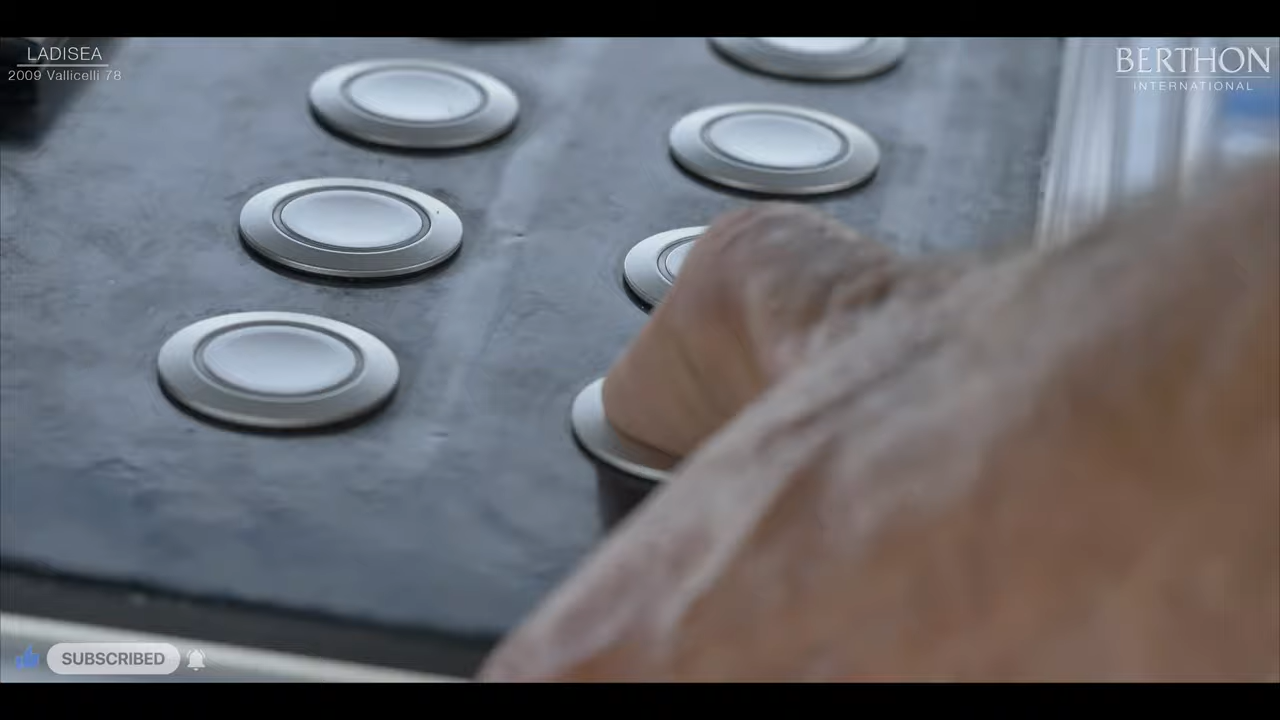 LADISEA
2009 Vallicelli 78
BERTHON
INTERNATIONAL
SUBSCRIBED